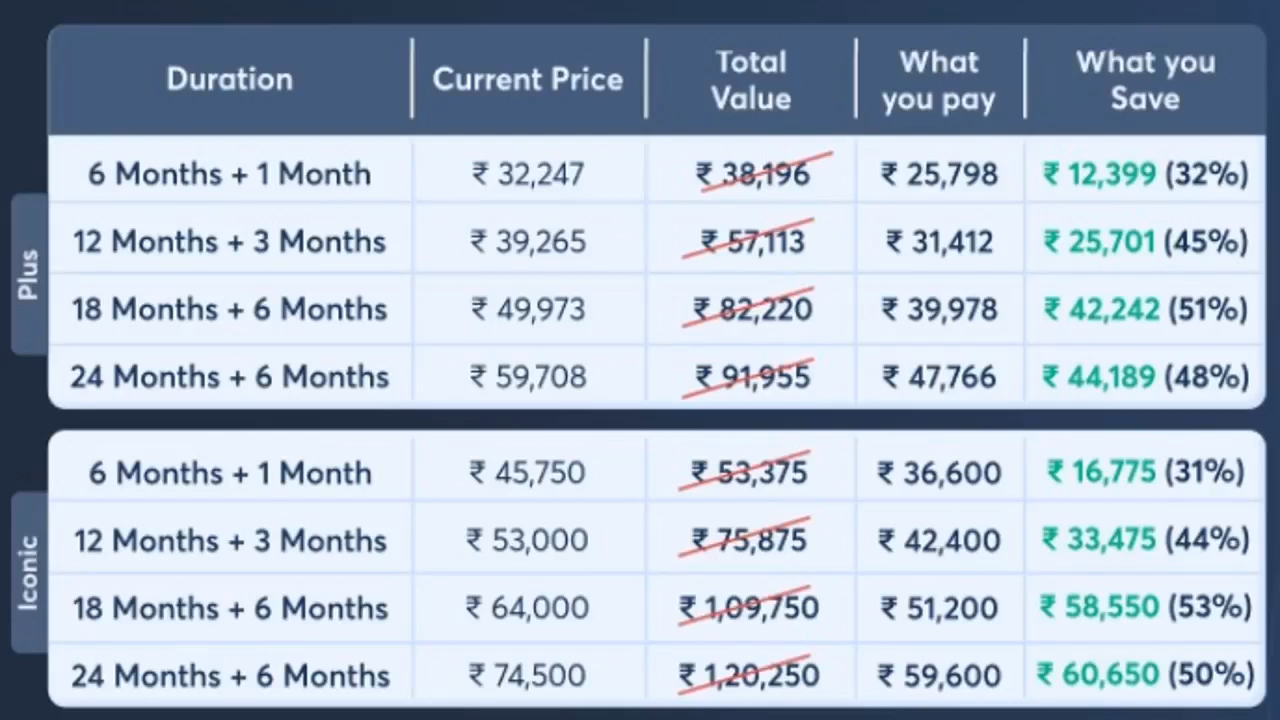 Duration Current Price Total Value What you pay What you Save
Plus
6 Months + 1 Month ₹ 32,247 ₹ 38,196 ₹ 25,798 ₹ 12,399 (32%)
12 Months + 3 Months ₹ 39,265 ₹ 57,113 ₹ 31,412 ₹ 25,701 (45%)
18 Months + 6 Months ₹ 49,973 ₹ 82,220 ₹ 39,978 ₹ 42,242 (51%)
24 Months + 6 Months ₹ 59,708 ₹ 91,955 ₹ 47,766 ₹ 44,189 (48%)
Iconic
6 Months + 1 Month ₹ 45,750 ₹ 53,375 ₹ 36,600 ₹ 16,775 (31%)
12 Months + 3 Months ₹ 53,000 ₹ 75,875 ₹ 42,400 ₹ 33,475 (44%)
18 Months + 6 Months ₹ 64,000 ₹ 1,09,750 ₹ 51,200 ₹ 58,550 (53%)
24 Months + 6 Months ₹ 74,500 ₹ 1,20,250 ₹ 59,600 ₹ 60,650 (50%)